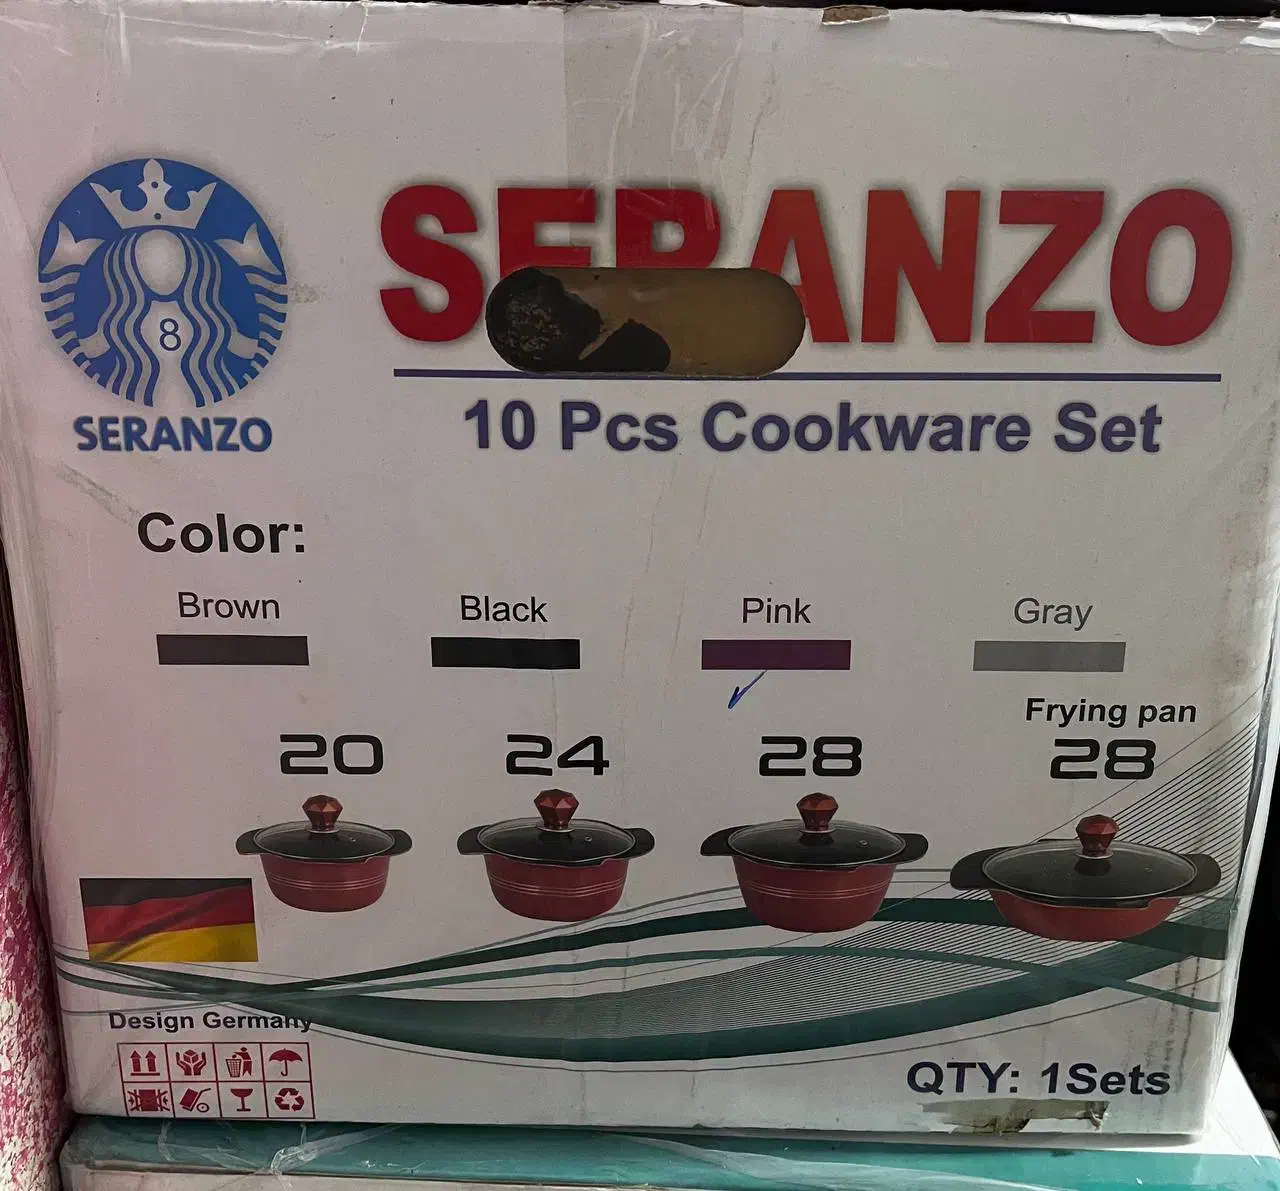 SERANZO
8
SERANZO
10 Pcs Cookware Set
Color:
Brown Black Pink Gray
Frying pan
20 24 28 28
Design Germany
QTY: 1Sets